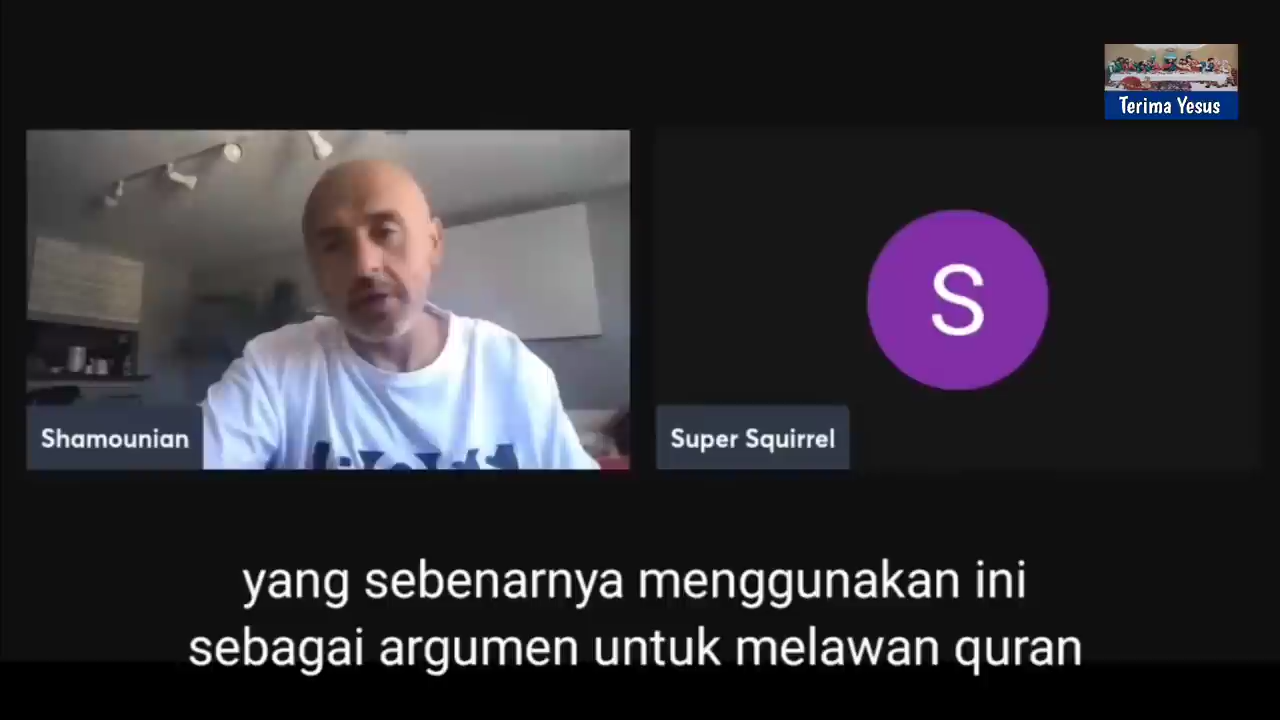 Terima Yesus
Shamounian
S
Super Squirrel
yang sebenarnya menggunakan ini
sebagai argumen untuk melawan quran